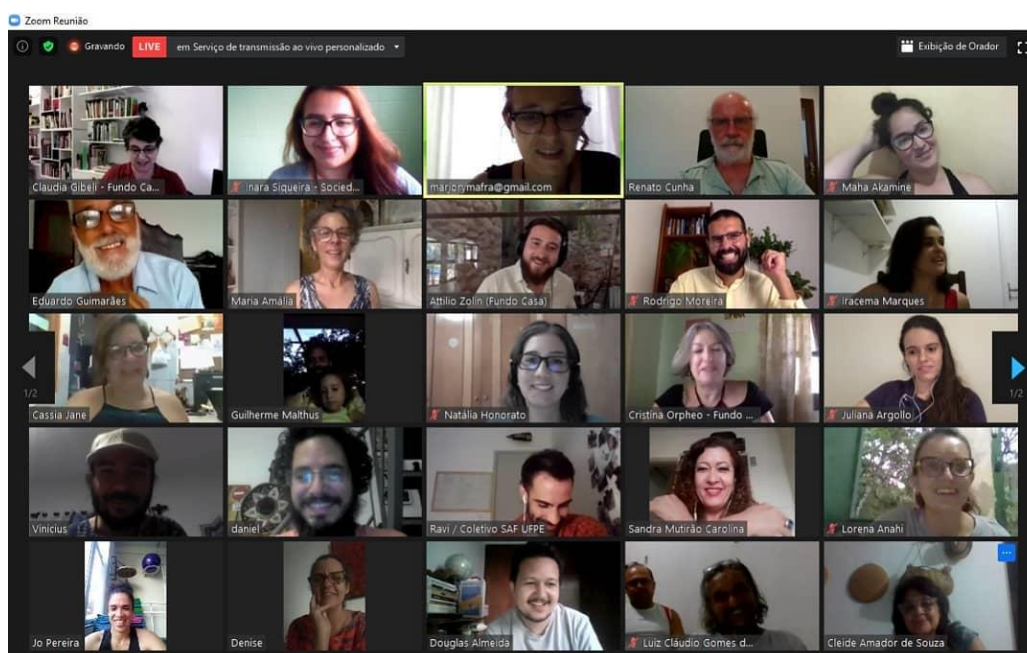 Zoom Reunião
Gravando LIVE em Serviço de transmissão ao vivo personalizado Exibição de Orador
Claudia Gibeli - Fundo Ca...
Inara Siqueira - Socied...
marjorymafra@gmail.com
Renato Cunha
Maha Akamine
Eduardo Guimarães
Maria Amália
Attilio Zolin (Fundo Casa)
Rodrigo Moreira
Iracema Marques
1/2
1/2
Cassia Jane
Guilherme Malthus
Natália Honorato
Cristina Orpheo - Fundo ...
Juliana Argollo
Vinicius
daniel
Ravi / Coletivo SAF UFPE
Sandra Mutirão Carolina
Lorena Anahi
Jo Pereira
Denise
Douglas Almeida
Luiz Cláudio Gomes d...
Cleide Amador de Souza